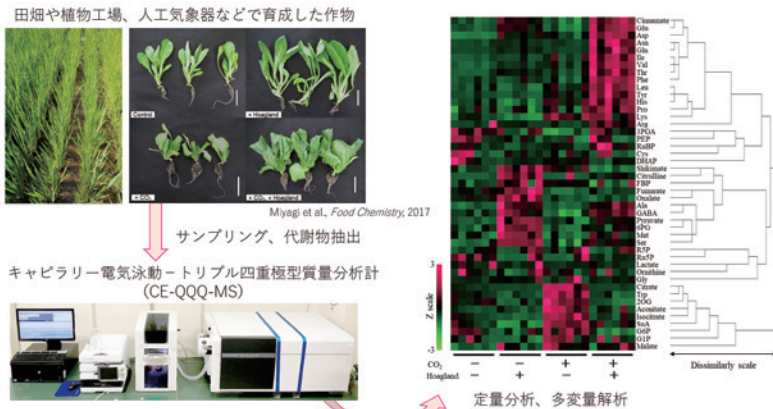 田畑や植物工場、人工気象器などで育成した作物
Control
+ Hoagland
+ CO₂
+ CO₂ + Hoagland
Miyagi et al., Food Chemistry, 2017
サンプリング、代謝物抽出
キャピラリー電気泳動－トリプル四重極型質量分析計
(CE-QQQ-MS)
Cinnamate
Gln
Asp
Asn
Glu
Ile
Val
Thr
Phe
Leu
Tyr
His
Pro
Lys
Arg
3PGA
PEP
RuBP
Cys
DHAP
Shikimate
Citrulline
FBP
Fumarate
Oxalate
Ala
GABA
Pyruvate
6PG
Met
Ser
R5P
Ru5P
Lactate
Ornithine
Gly
Citrate
Trp
2OG
Aconitate
Isocitrate
SuA
G6P
G1P
Malate
3
Z scale
-3
CO₂ − − + +
Hoagland − + − +
Dissimilarly scale
定量分析、多変量解析